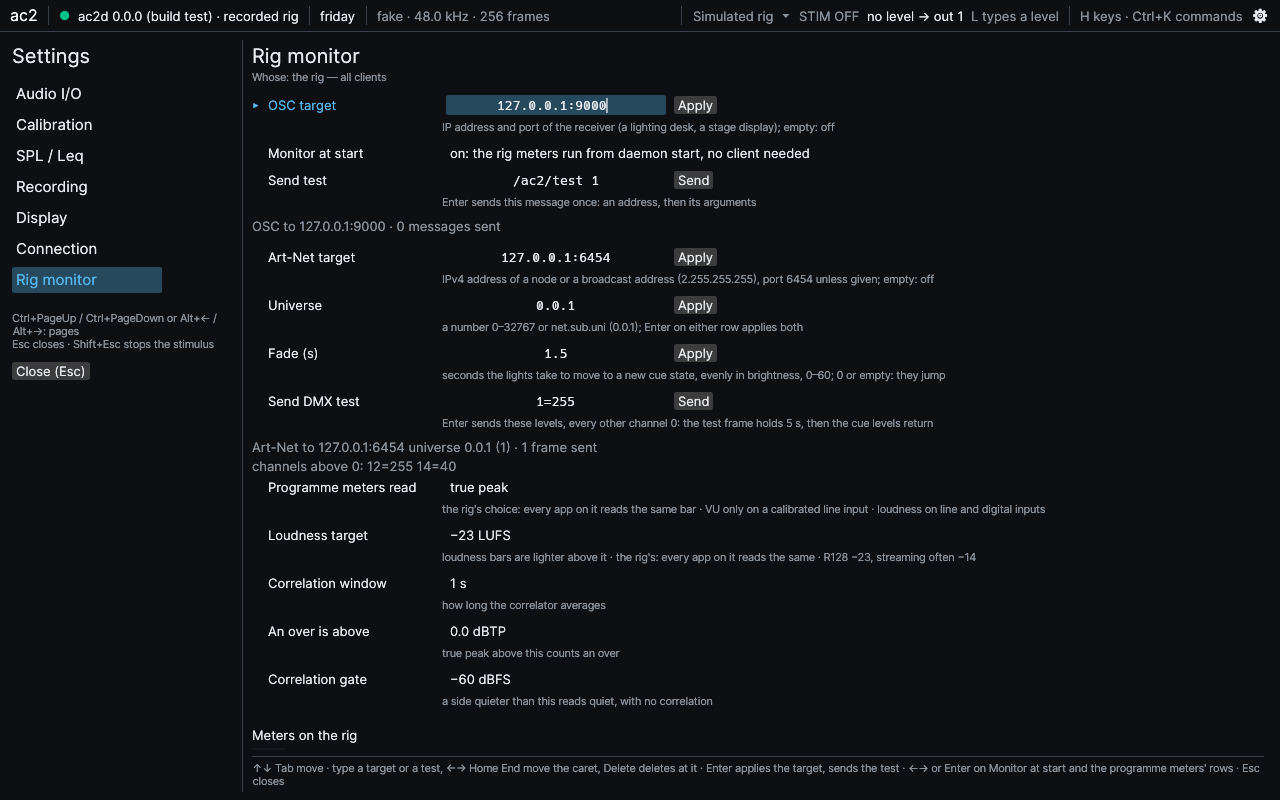 ac2 ac2d 0.0.0 (build test) · recorded rig friday fake · 48.0 kHz · 256 frames Simulated rig STIM OFF no level → out 1 L types a level H keys · Ctrl+K commands
Settings
Audio I/O
Calibration
SPL / Leq
Recording
Display
Connection
Rig monitor
Ctrl+PageUp / Ctrl+PageDown or Alt+← /
Alt+→: pages
Esc closes · Shift+Esc stops the stimulus
Close (Esc)
Rig monitor
Whose: the rig — all clients
OSC target 127.0.0.1:9000 Apply
IP address and port of the receiver (a lighting desk, a stage display); empty: off
Monitor at start on: the rig meters run from daemon start, no client needed
Send test /ac2/test 1 Send
Enter sends this message once: an address, then its arguments
OSC to 127.0.0.1:9000 · 0 messages sent
Art-Net target 127.0.0.1:6454 Apply
IPv4 address of a node or a broadcast address (2.255.255.255), port 6454 unless given; empty: off
Universe 0.0.1 Apply
a number 0–32767 or net.sub.uni (0.0.1); Enter on either row applies both
Fade (s) 1.5 Apply
seconds the lights take to move to a new cue state, evenly in brightness, 0–60; 0 or empty: they jump
Send DMX test 1=255 Send
Enter sends these levels, every other channel 0: the test frame holds 5 s, then the cue levels return
Art-Net to 127.0.0.1:6454 universe 0.0.1 (1) · 1 frame sent
channels above 0: 12=255 14=40
Programme meters read true peak
the rig's choice: every app on it reads the same bar · VU only on a calibrated line input · loudness on line and digital inputs
Loudness target −23 LUFS
loudness bars are lighter above it · the rig's: every app on it reads the same · R128 −23, streaming often −14
Correlation window 1 s
how long the correlator averages
An over is above 0.0 dBTP
true peak above this counts an over
Correlation gate −60 dBFS
a side quieter than this reads quiet, with no correlation
Meters on the rig
↑↓ Tab move · type a target or a test, ←→ Home End move the caret, Delete deletes at it · Enter applies the target, sends the test · ←→ or Enter on Monitor at start and the programme meters' rows · Esc
closes